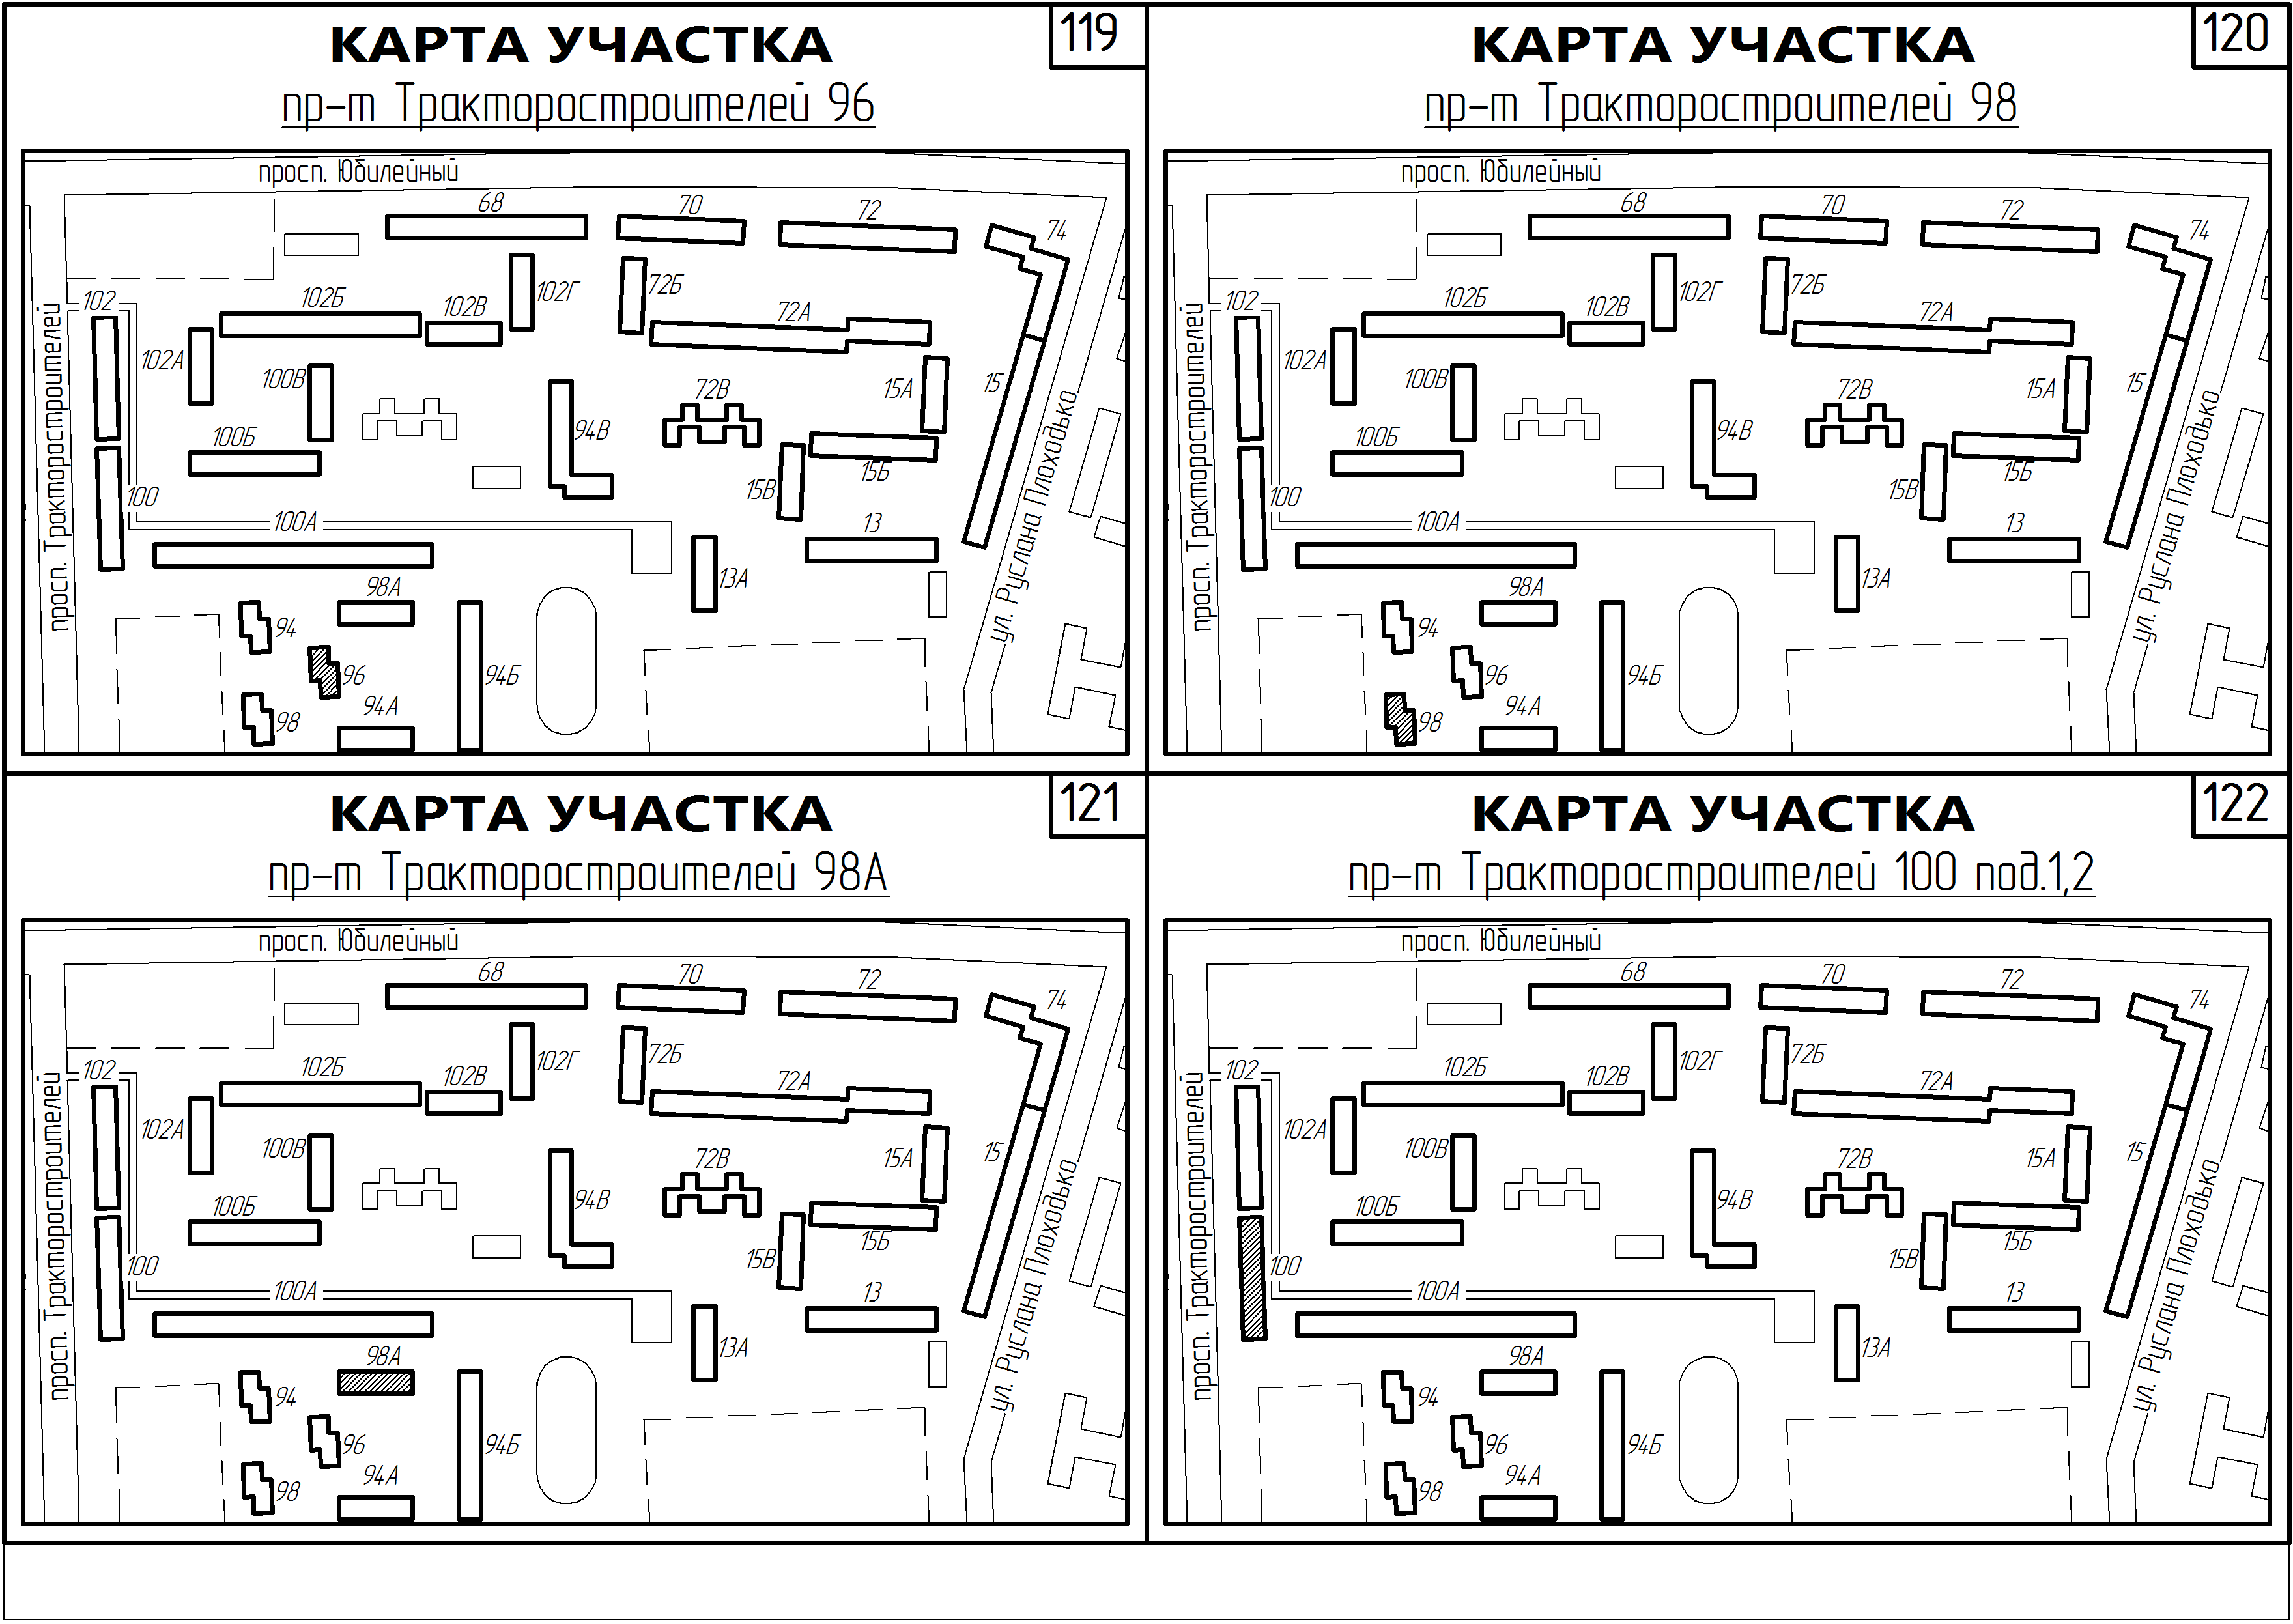 119
КАРТА УЧАСТКА
пр-т Тракторостроителей 96
просп. Юбилейный
68
70
72
74
102Г
72Б
102
102Б
102В
72А
102А
100В
15А
15
72В
94В
100Б
15Б
15В
100
100А
13
13А
98А
94
96
94Б
94А
98
просп. Тракторостроителей
ул. Руслана Плоходько
120
КАРТА УЧАСТКА
пр-т Тракторостроителей 98
просп. Юбилейный
68
70
72
74
102Г
72Б
102
102Б
102В
72А
102А
100В
15А
15
72В
94В
100Б
15Б
15В
100
100А
13
13А
98А
94
96
94Б
94А
98
просп. Тракторостроителей
ул. Руслана Плоходько
121
КАРТА УЧАСТКА
пр-т Тракторостроителей 98А
просп. Юбилейный
68
70
72
74
102Г
72Б
102
102Б
102В
72А
102А
100В
15А
15
72В
94В
100Б
15Б
15В
100
100А
13
13А
98А
94
96
94Б
94А
98
просп. Тракторостроителей
ул. Руслана Плоходько
122
КАРТА УЧАСТКА
пр-т Тракторостроителей 100 под.1,2
просп. Юбилейный
68
70
72
74
102Г
72Б
102
102Б
102В
72А
102А
100В
15А
15
72В
94В
100Б
15Б
15В
100
100А
13
13А
98А
94
96
94Б
94А
98
просп. Тракторостроителей
ул. Руслана Плоходько